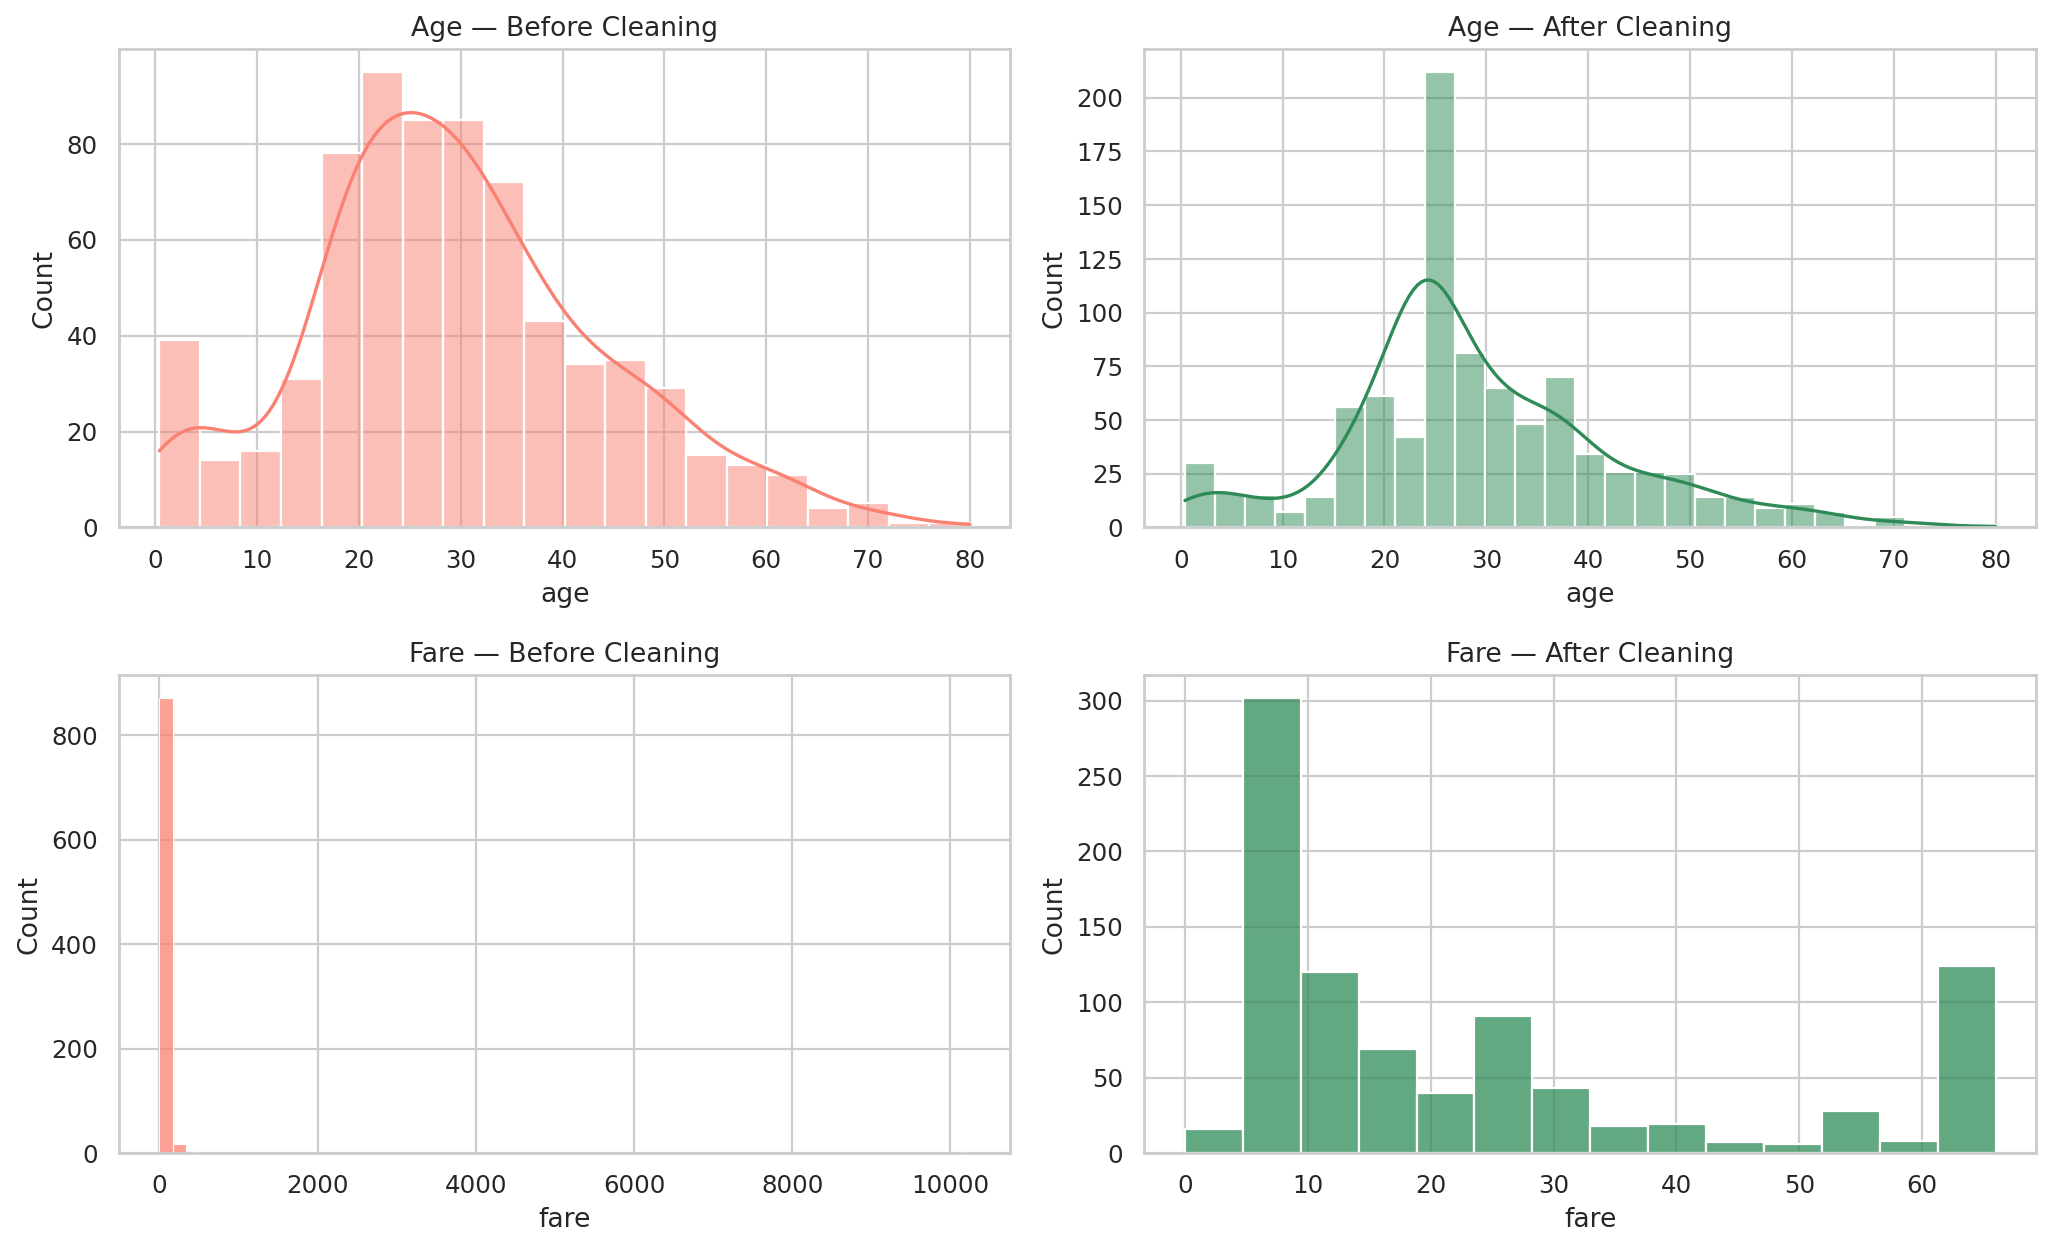 Age — Before Cleaning
Count
80
60
40
20
0
0 10 20 30 40 50 60 70 80
age
Age — After Cleaning
Count
200
175
150
125
100
75
50
25
0
0 10 20 30 40 50 60 70 80
age
Fare — Before Cleaning
Count
800
600
400
200
0
0 2000 4000 6000 8000 10000
fare
Fare — After Cleaning
Count
300
250
200
150
100
50
0
0 10 20 30 40 50 60
fare